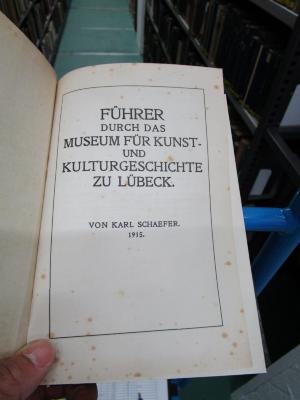 FÜHRER
DURCH DAS
MUSEUM FÜR KUNST-
UND
KULTURGESCHICHTE
ZU LÜBECK.
VON KARL SCHAEFER.
1915.